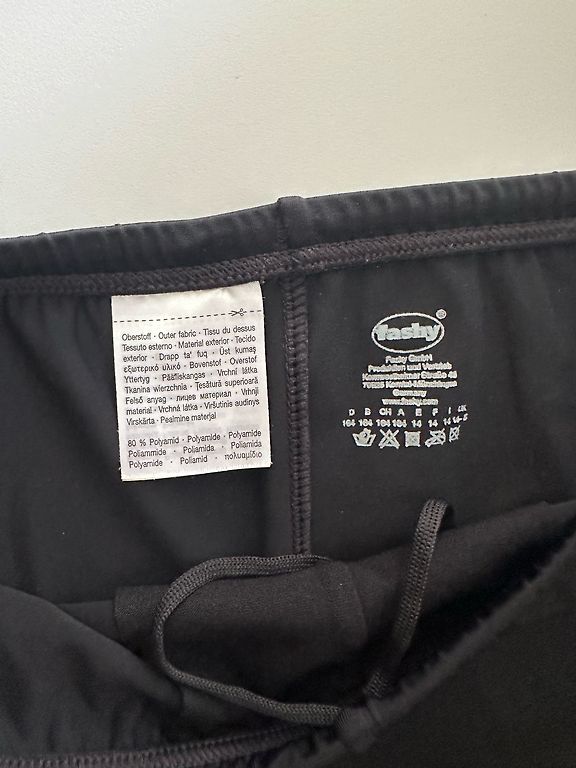 Oberstoff · Outer fabric · Tissu du dessus
Tessuto esterno · Material exterior · Tecido
exterior · Drapp ta' fuq · Üst kumaş
εξωτερικό υλικό · Bovenstof · Overstof
Yttertyg · Päällikangas · Vrchní látka
Tkanina wierzchnia · Țesătură superioară
Felső anyag · лицев материал · Vrhnji
material · Vrchná látka · Viršutinis audinys
Virskārta · Pealmine materjal
80 % Polyamid · Polyamide · Polyamide
Poliammide · Poliamida · Poliamida
Polyamide · Poliamid · πολυαμίδιο
fashy®
Fashy GmbH
Produktion und Vertrieb
Germany
www.fashy.com
D B CH A E F I UK
164 164 164 164 14 14 14